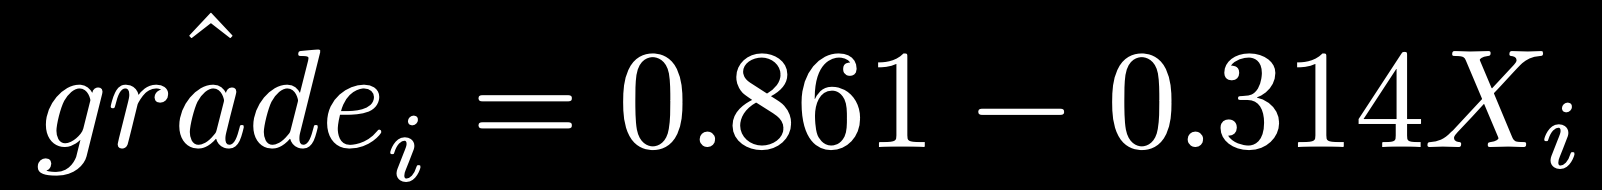 grâde_i = 0.861 − 0.314X_i